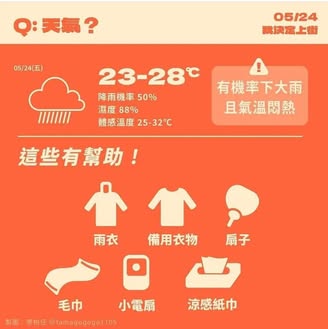 Q:天氣？
05/24
我決定上街
05/24(五)
23-28℃
降雨機率 50%
濕度 88%
體感溫度 25-32℃
!
有機率下大雨
且氣溫悶熱
這些有幫助！
雨衣
備用衣物
扇子
毛巾
小電扇
涼感紙巾